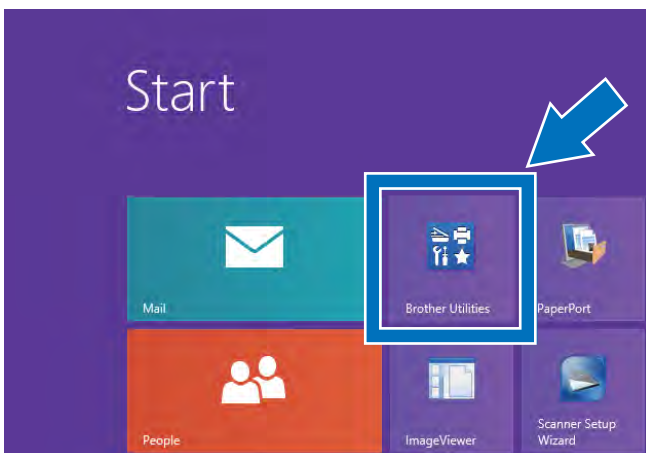 Start
Mail
Brother Utilities
PaperPort
People
ImageViewer
Scanner Setup
Wizard